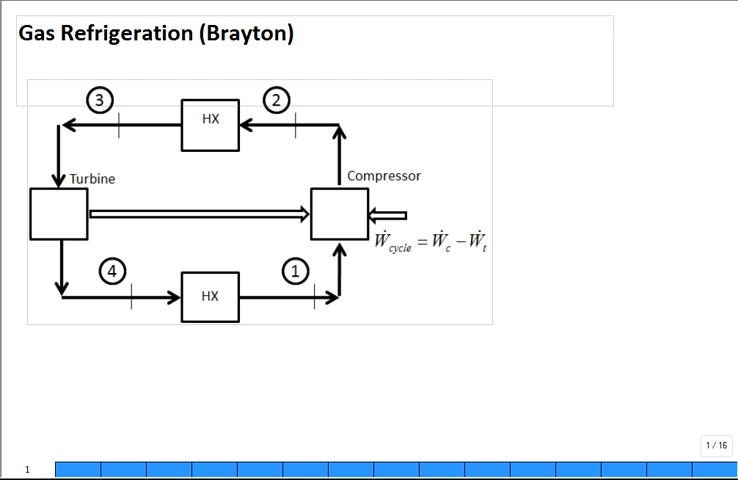 Gas Refrigeration (Brayton)
3
HX
2
Turbine
Compressor
Ẇcycle = Ẇc − Ẇt
4
HX
1
1 / 16
1